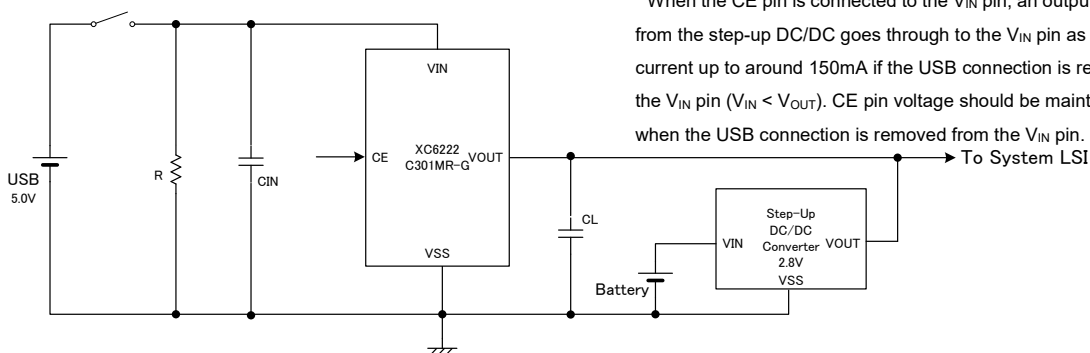 When the CE pin is connected to the VIN pin, an output
from the step-up DC/DC goes through to the VIN pin as
current up to around 150mA if the USB connection is
the VIN pin (VIN < VOUT). CE pin voltage should be
when the USB connection is removed from the VIN pin.
To System LSI
VIN
CE
XC6222
C301MR-G
VOUT
VSS
USB
5.0V
R
CIN
CL
Battery
Step-Up
DC/DC
Converter
2.8V
VIN
VOUT
VSS